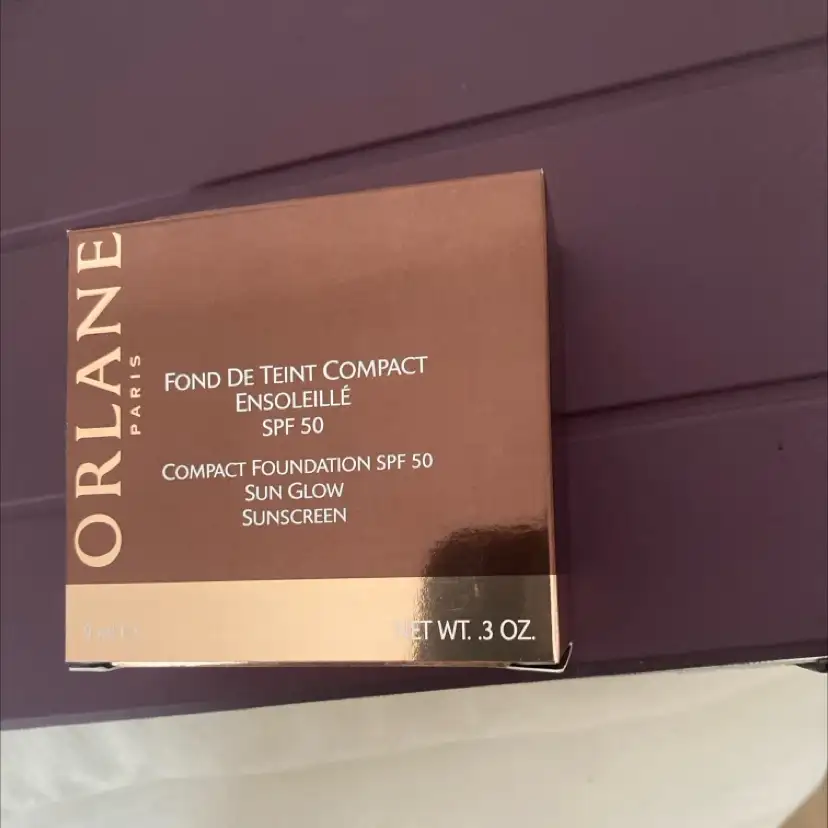 ORLANE
PARIS
FOND DE TEINT COMPACT
ENSOLEILLÉ
SPF 50
COMPACT FOUNDATION SPF 50
SUN GLOW
SUNSCREEN
NET WT. .3 OZ.